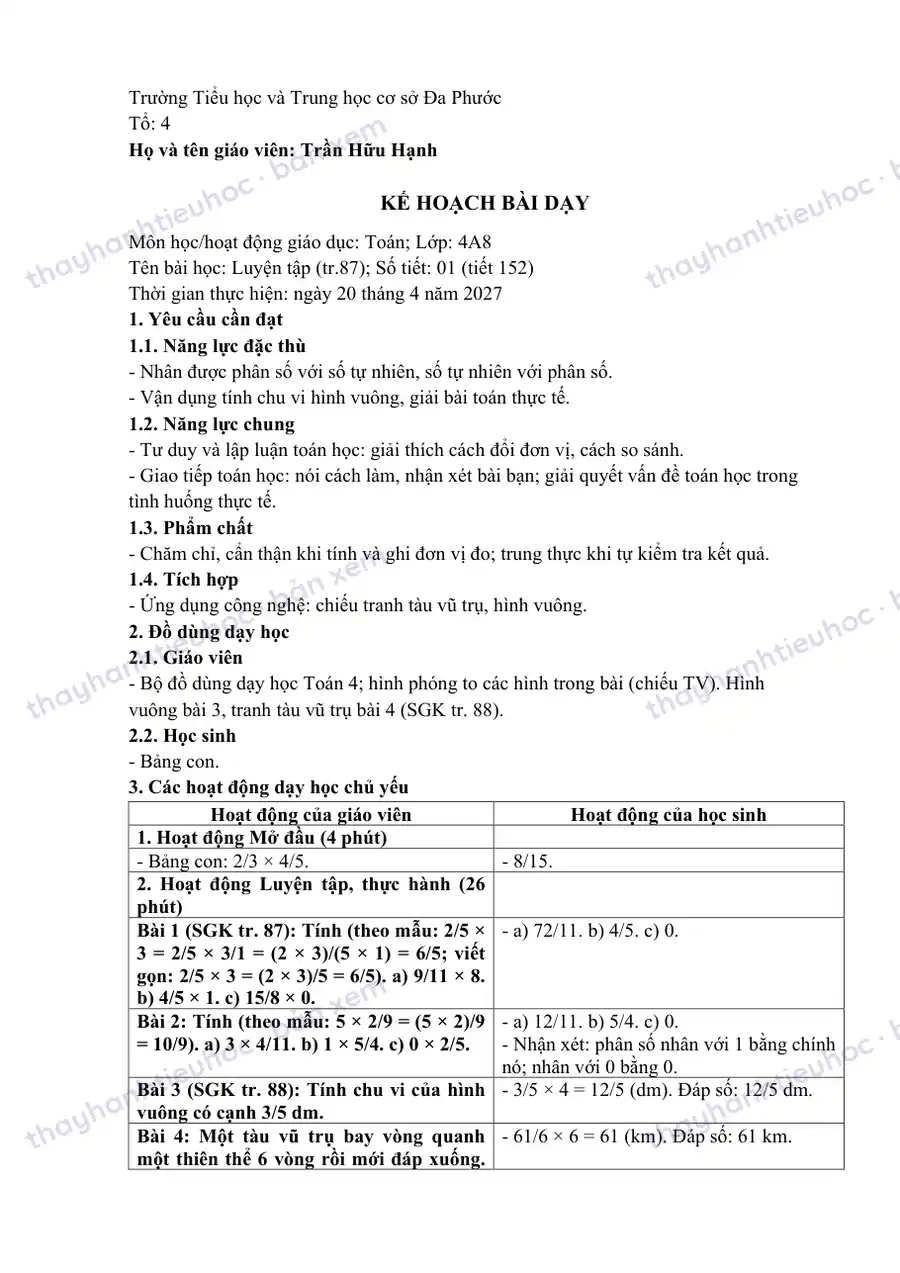 Trường Tiểu học và Trung học cơ sở Đa Phước
Tổ: 4
Họ và tên giáo viên: Trần Hữu Hạnh
KẾ HOẠCH BÀI DẠY
Môn học/hoạt động giáo dục: Toán; Lớp: 4A8
Tên bài học: Luyện tập (tr.87); Số tiết: 01 (tiết 152)
Thời gian thực hiện: ngày 20 tháng 4 năm 2027
1. Yêu cầu cần đạt
1.1. Năng lực đặc thù
- Nhân được phân số với số tự nhiên, số tự nhiên với phân số.
- Vận dụng tính chu vi hình vuông, giải bài toán thực tế.
1.2. Năng lực chung
- Tư duy và lập luận toán học: giải thích cách đổi đơn vị, cách so sánh.
- Giao tiếp toán học: nói cách làm, nhận xét bài bạn; giải quyết vấn đề toán học trong
tình huống thực tế.
1.3. Phẩm chất
- Chăm chỉ, cẩn thận khi tính và ghi đơn vị đo; trung thực khi tự kiểm tra kết quả.
1.4. Tích hợp
- Ứng dụng công nghệ: chiếu tranh tàu vũ trụ, hình vuông.
2. Đồ dùng dạy học
2.1. Giáo viên
- Bộ đồ dùng dạy học Toán 4; hình phóng to các hình trong bài (chiếu TV). Hình
vuông bài 3, tranh tàu vũ trụ bài 4 (SGK tr. 88).
2.2. Học sinh
- Bảng con.
3. Các hoạt động dạy học chủ yếu
Hoạt động của giáo viên
Hoạt động của học sinh
1. Hoạt động Mở đầu (4 phút)
- Bảng con: 2/3 × 4/5.
- 8/15.
2. Hoạt động Luyện tập, thực hành (26
phút)
Bài 1 (SGK tr. 87): Tính (theo mẫu: 2/5 ×
3 = 2/5 × 3/1 = (2 × 3)/(5 × 1) = 6/5; viết
gọn: 2/5 × 3 = (2 × 3)/5 = 6/5). a) 9/11 × 8.
b) 4/5 × 1. c) 15/8 × 0.
- a) 72/11. b) 4/5. c) 0.
Bài 2: Tính (theo mẫu: 5 × 2/9 = (5 × 2)/9
= 10/9). a) 3 × 4/11. b) 1 × 5/4. c) 0 × 2/5.
- a) 12/11. b) 5/4. c) 0.
- Nhận xét: phân số nhân với 1 bằng chính
nó; nhân với 0 bằng 0.
Bài 3 (SGK tr. 88): Tính chu vi của hình
vuông có cạnh 3/5 dm.
- 3/5 × 4 = 12/5 (dm). Đáp số: 12/5 dm.
Bài 4: Một tàu vũ trụ bay vòng quanh
một thiên thể 6 vòng rồi mới đáp xuống.
- 61/6 × 6 = 61 (km). Đáp số: 61 km.
thayhanhtieuhoc · bản xem
thayhanhtieuhoc · b
thayhanhtieuhoc · bản xem
thayhanhtieuhoc · b
thayhanhtieuhoc · bản xem
thayhanhtieuhoc · b